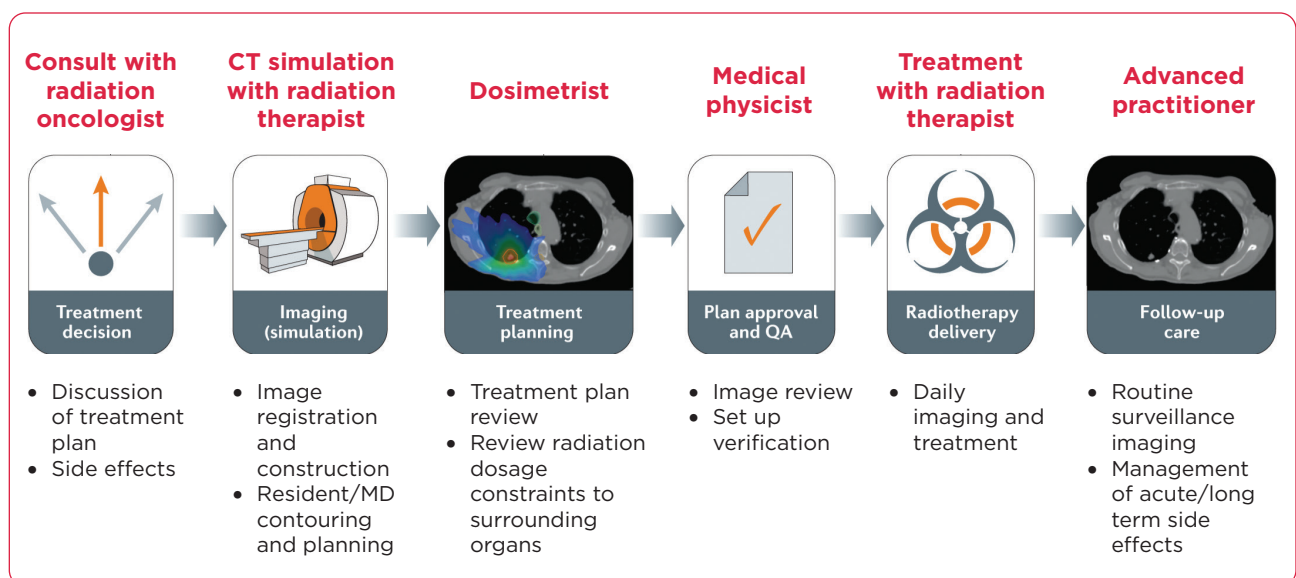 Consult with
radiation
oncologist
Treatment
decision
• Discussion
of treatment
plan
• Side effects
CT simulation
with radiation
therapist
Imaging
(simulation)
• Image
registration
and
construction
• Resident/MD
contouring
and planning
Dosimetrist
Treatment
planning
• Treatment plan
review
• Review radiation
dosage
constraints to
surrounding
organs
Medical
physicist
Plan approval
and QA
• Image review
• Set up
verification
Treatment
with radiation
therapist
Radiotherapy
delivery
• Daily
imaging and
treatment
Advanced
practitioner
Follow-up
care
• Routine
surveillance
imaging
• Management
of acute/long
term side
effects